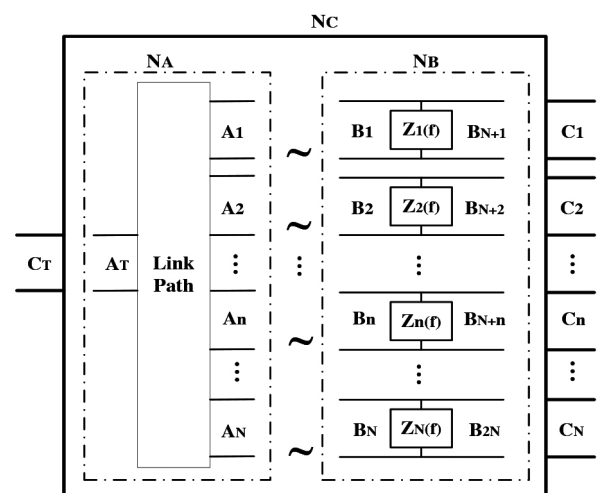 NC
NA NB
A1 ~ B1 Z1(f) BN+1 C1
A2 ~ B2 Z2(f) BN+2 C2
CT AT Link Path ⋮ ⋮ ⋮ ⋮
An ~ Bn Zn(f) BN+n Cn
⋮ ⋮ ⋮
AN ~ BN ZN(f) B2N CN